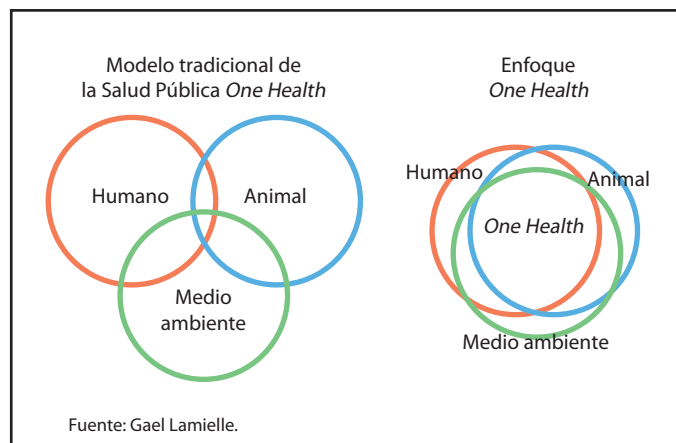 Modelo tradicional de
la Salud Pública One Health
Humano
Animal
Medio
ambiente
Enfoque
One Health
Humano
Animal
One Health
Medio ambiente
Fuente: Gael Lamielle.